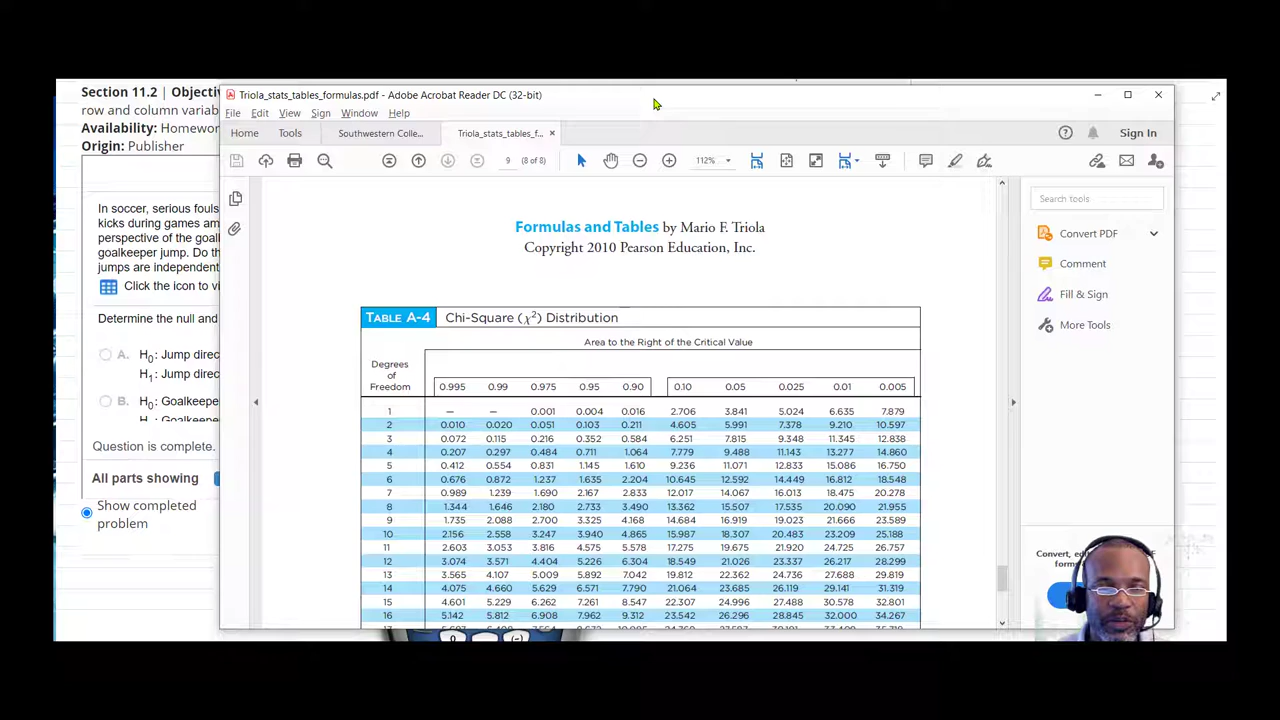 Section 11.2 | Objecti
row and column variab
Availability: Homewor
Origin: Publisher
In soccer, serious fouls
kicks during games am
perspective of the goal
goalkeeper jump. Do th
jumps are independent
Click the icon to vi
Determine the null and
A. H0: Jump direc
H1: Jump direc
B. H0: Goalkeepe
Question is complete.
All parts showing
Show completed
problem
Triola_stats_tables_formulas.pdf - Adobe Acrobat Reader DC (32-bit)
File Edit View Sign Window Help
Home Tools Southwestern Colle... Triola_stats_tables_f... × Sign In
9 (8 of 8) 112%
Formulas and Tables by Mario F. Triola
Copyright 2010 Pearson Education, Inc.
TABLE A-4 Chi-Square (χ²) Distribution
Area to the Right of the Critical Value
Degrees
of
Freedom 0.995 0.99 0.975 0.95 0.90 0.10 0.05 0.025 0.01 0.005
1 — — 0.001 0.004 0.016 2.706 3.841 5.024 6.635 7.879
2 0.010 0.020 0.051 0.103 0.211 4.605 5.991 7.378 9.210 10.597
3 0.072 0.115 0.216 0.352 0.584 6.251 7.815 9.348 11.345 12.838
4 0.207 0.297 0.484 0.711 1.064 7.779 9.488 11.143 13.277 14.860
5 0.412 0.554 0.831 1.145 1.610 9.236 11.071 12.833 15.086 16.750
6 0.676 0.872 1.237 1.635 2.204 10.645 12.592 14.449 16.812 18.548
7 0.989 1.239 1.690 2.167 2.833 12.017 14.067 16.013 18.475 20.278
8 1.344 1.646 2.180 2.733 3.490 13.362 15.507 17.535 20.090 21.955
9 1.735 2.088 2.700 3.325 4.168 14.684 16.919 19.023 21.666 23.589
10 2.156 2.558 3.247 3.940 4.865 15.987 18.307 20.483 23.209 25.188
11 2.603 3.053 3.816 4.575 5.578 17.275 19.675 21.920 24.725 26.757
12 3.074 3.571 4.404 5.226 6.304 18.549 21.026 23.337 26.217 28.299
13 3.565 4.107 5.009 5.892 7.042 19.812 22.362 24.736 27.688 29.819
14 4.075 4.660 5.629 6.571 7.790 21.064 23.685 26.119 29.141 31.319
15 4.601 5.229 6.262 7.261 8.547 22.307 24.996 27.488 30.578 32.801
16 5.142 5.812 6.908 7.962 9.312 23.542 26.296 28.845 32.000 34.267
Search tools
Convert PDF
Comment
Fill & Sign
More Tools
0 (-)